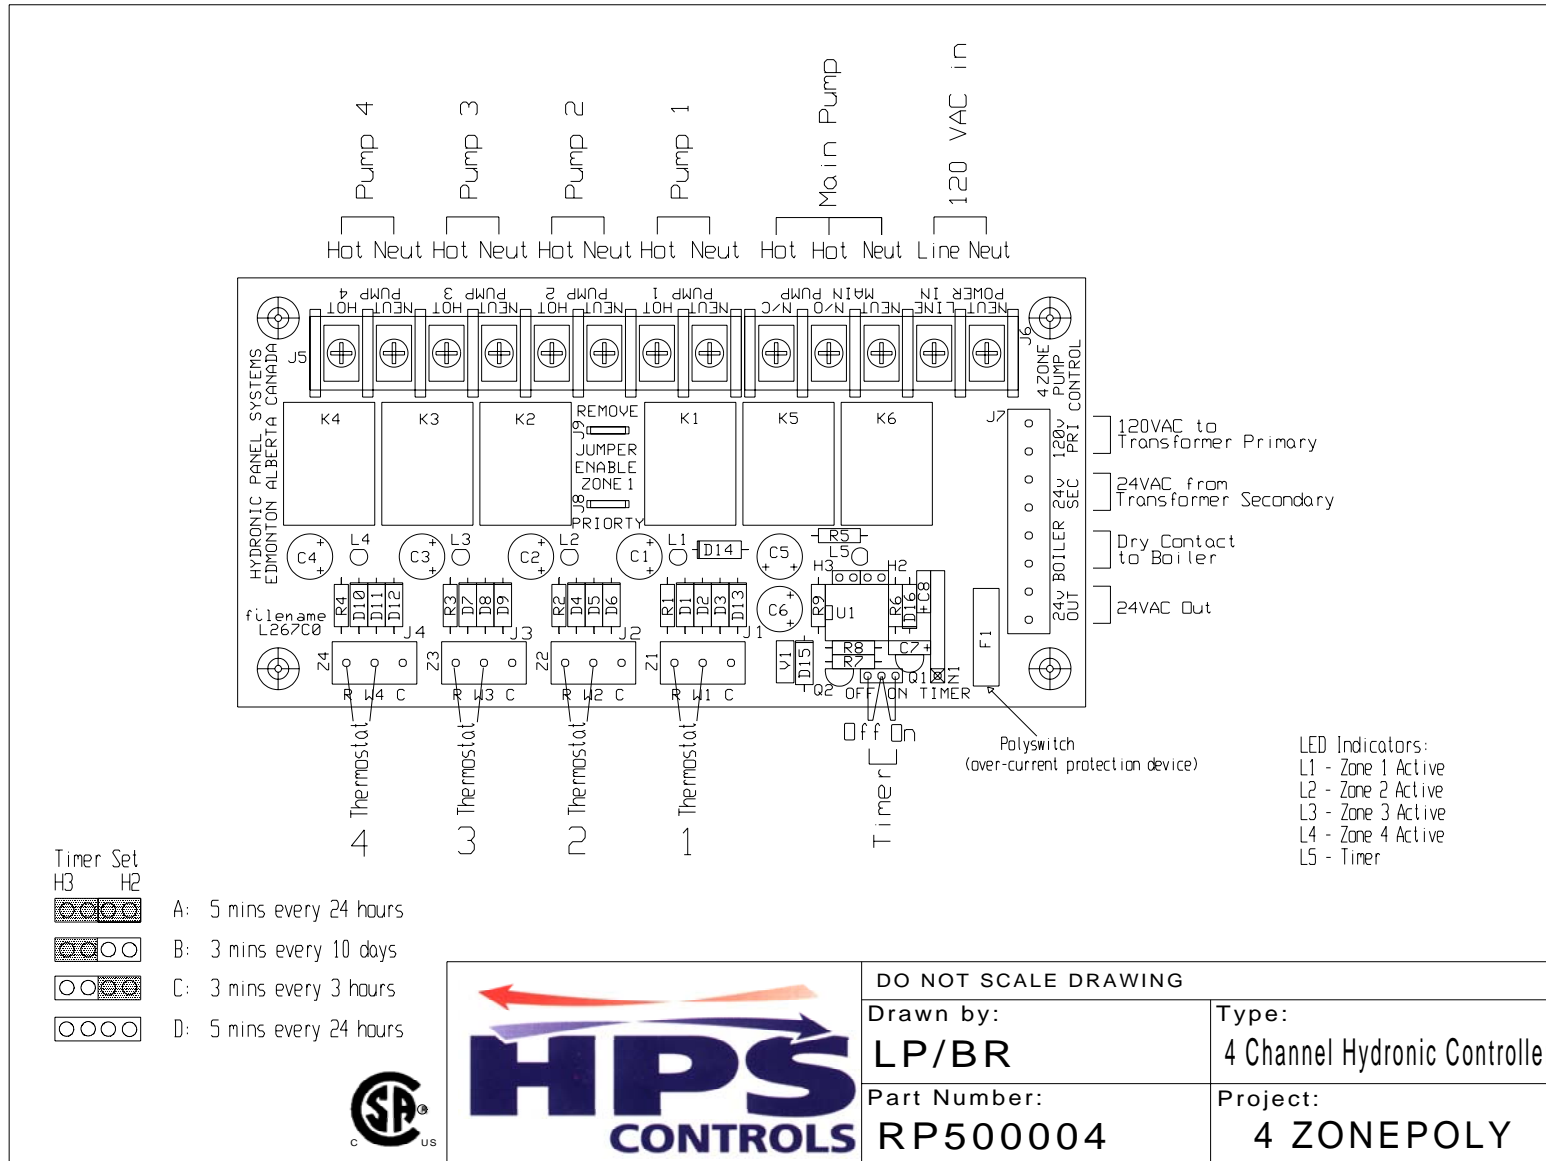 Pump 4
Pump 3
Pump 2
Pump 1
Main Pump
120 VAC in
Hot Neut Hot Neut Hot Neut Hot Neut Hot Hot Neut Line Neut
PUMP 4 PUMP 3 PUMP 2 PUMP 1 MAIN PUMP POWER IN
HOT NEUT HOT NEUT HOT NEUT HOT NEUT N/C N/O NEUT LINE NEUT
J5
J6
HYDRONIC PANEL SYSTEMS
EDMONTON ALBERTA CANADA
4 ZONE
PUMP
CONTROL
K4 K3 K2 K1 K5 K6
REMOVE
J9
JUMPER
ENABLE
ZONE 1
J8
PRIORTY
J7
120v PRI
24v SEC
BOILER
24v OUT
120VAC to
Transformer Primary
24VAC from
Transformer Secondary
Dry Contact
to Boiler
24VAC Out
C4 L4 C3 L3 C2 L2 C1 L1 D14 C5 R5 L5
H3 H2
R4 D10 D11 D12 R3 D7 D8 D9 R2 D4 D5 D6 R1 D1 D2 D3 D13 C6 R9 U1 R6 D16 C8
filename
L267C0
J4 J3 J2 J1
Z4 Z3 Z2 Z1
V1 D15 R8 R7 C7 Q2 Q1 N1 F1
R W4 C R W3 C R W2 C R W1 C
OFF ON TIMER
Off On
Timer
Thermostat 4
Thermostat 3
Thermostat 2
Thermostat 1
Polyswitch
(over-current protection device)
LED Indicators:
L1 - Zone 1 Active
L2 - Zone 2 Active
L3 - Zone 3 Active
L4 - Zone 4 Active
L5 - Timer
Timer Set
H3 H2
A: 5 mins every 24 hours
B: 3 mins every 10 days
C: 3 mins every 3 hours
D: 5 mins every 24 hours
C SA ® US
HPS
CONTROLS
DO NOT SCALE DRAWING
Drawn by:
LP/BR
Type:
4 Channel Hydronic Controlle
Part Number:
RP500004
Project:
4 ZONEPOLY